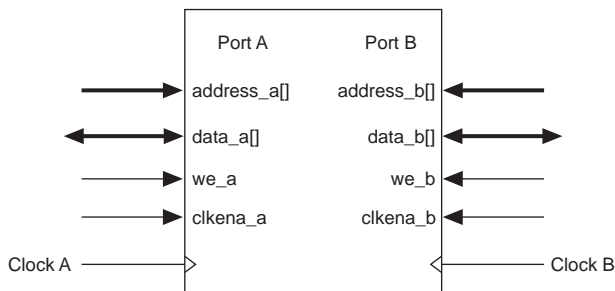 Port A Port B
address_a[] address_b[]
data_a[] data_b[]
we_a we_b
clkena_a clkena_b
Clock A Clock B